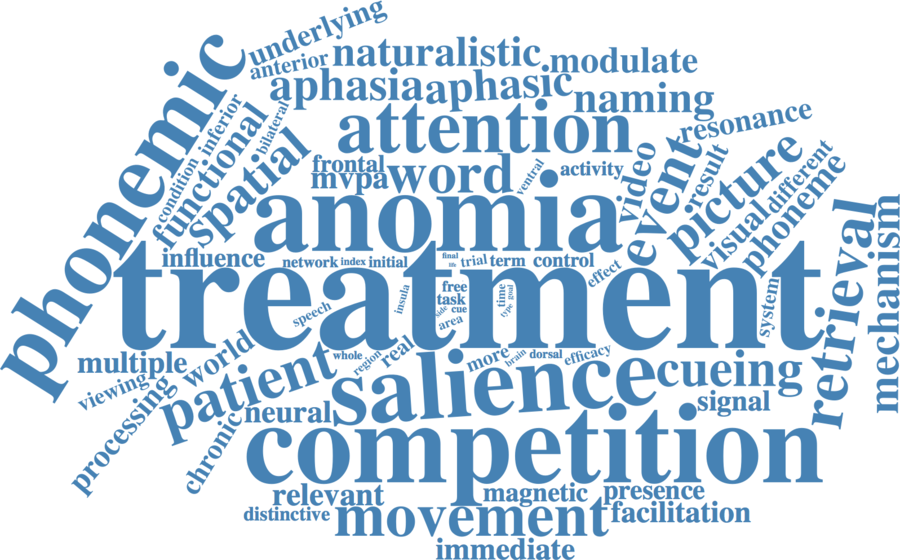 underlying
anterior
naturalistic
modulate
aphasia
aphasic
naming
phonemic
inferior
bilateral
condition
functional
spatial
attention
resonance
frontal
mvpa
word
ventral
activity
video
event
result
picture
different
visual
phoneme
anomia
influence
network
index
initial
final
life
trial
term
control
effect
treatment
free
task
side
cue
area
insula
time
goal
type
speech
system
retrieval
mechanism
multiple
world
viewing
processing
patient
whole
region
real
more
brain
dorsal
efficacy
salience
cueing
signal
chronic
neural
competition
relevant
magnetic
presence
distinctive
movement
facilitation
immediate